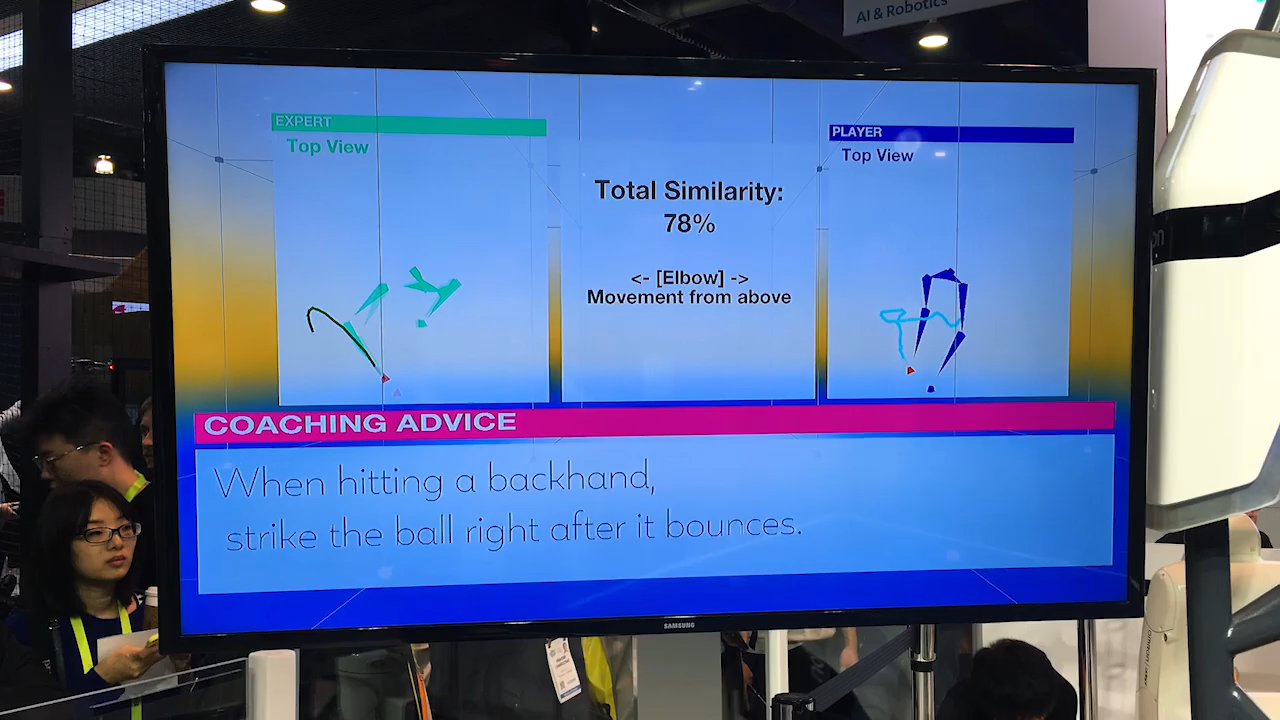 AI & Robotics
EXPERT
Top View
Total Similarity:
78%
<- [Elbow] ->
Movement from above
PLAYER
Top View
COACHING ADVICE
When hitting a backhand,
strike the ball right after it bounces.
SAMSUNG